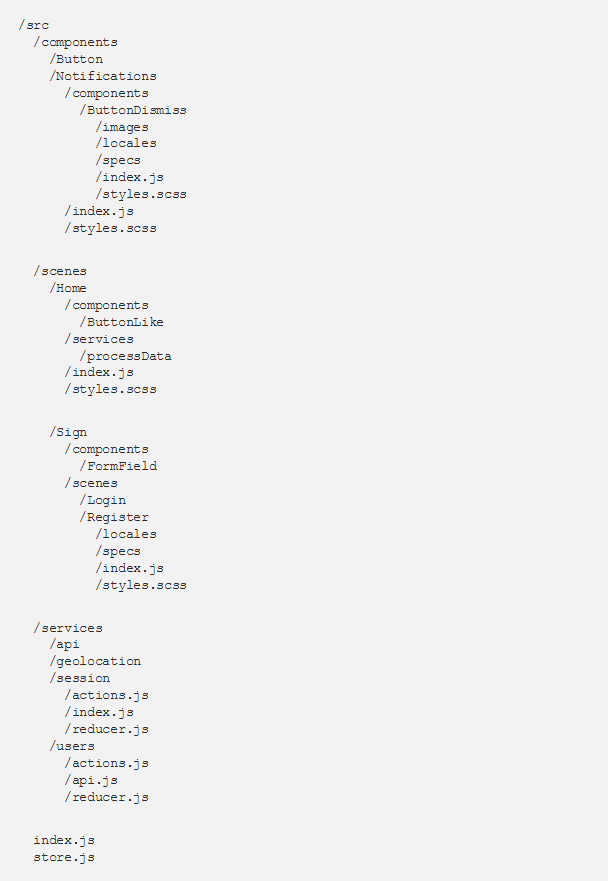 /src
  /components
    /Button
    /Notifications
      /components
        /ButtonDismiss
          /images
          /locales
          /specs
          /index.js
          /styles.scss
      /index.js
      /styles.scss

  /scenes
    /Home
      /components
        /ButtonLike
      /services
        /processData
      /index.js
      /styles.scss

    /Sign
      /components
        /FormField
      /scenes
        /Login
        /Register
          /locales
          /specs
          /index.js
          /styles.scss

  /services
    /api
    /geolocation
    /session
      /actions.js
      /index.js
      /reducer.js
    /users
      /actions.js
      /api.js
      /reducer.js

  index.js
  store.js